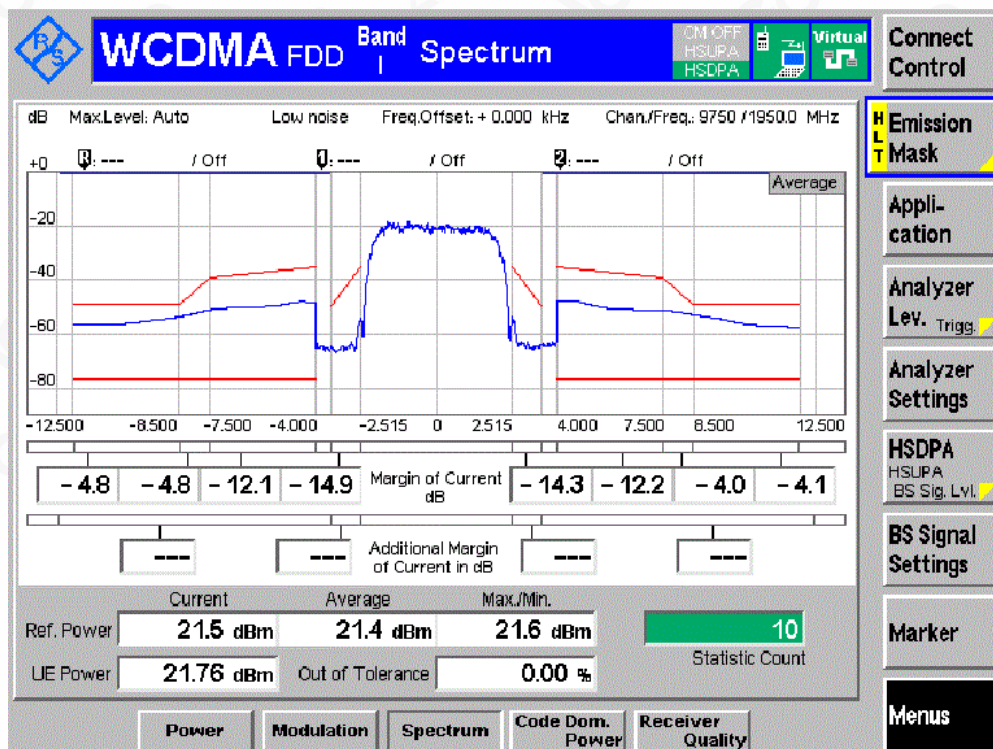 R/S
WCDMA FDD Band I Spectrum
CM OFF
HSUPA
HSDPA
Virtual
Connect Control
dB Max.Level: Auto Low noise Freq.Offset: + 0.000 kHz Chan./Freq.: 9750 / 1950.0 MHz
HLT
Emission Mask
+0 R: --- / Off 1: --- / Off 2: --- / Off
Average
-20
-40
-60
-80
-12.500 -8.500 -7.500 -4.000 -2.515 0 2.515 4.000 7.500 8.500 12.500
Appli-
cation
Analyzer
Lev. Trigg.
Analyzer
Settings
HSDPA
HSUPA
BS Sig. Lvl.
- 4.8 - 4.8 - 12.1 - 14.9 Margin of Current dB - 14.3 - 12.2 - 4.0 - 4.1
--- --- Additional Margin of Current in dB --- ---
BS Signal
Settings
Current Average Max./Min.
Ref. Power 21.5 dBm 21.4 dBm 21.6 dBm 10
Statistic Count
UE Power 21.76 dBm Out of Tolerance 0.00 %
Marker
Menus
Power Modulation Spectrum Code Dom. Power Receiver Quality